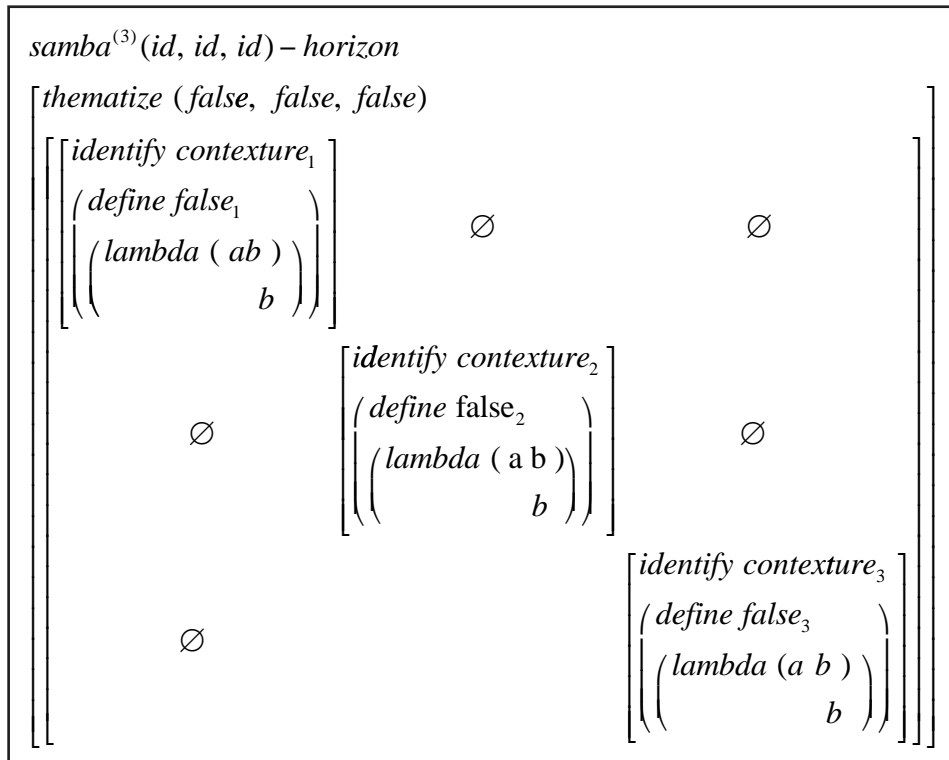 samba(3)(id, id, id) – horizon
thematize (false, false, false)
identify contexture1
define false1
∅ ∅
lambda ( ab )
b
identify contexture2
define false2
∅ ∅
lambda ( a b )
b
identify contexture3
define false3
∅
lambda (a b )
b